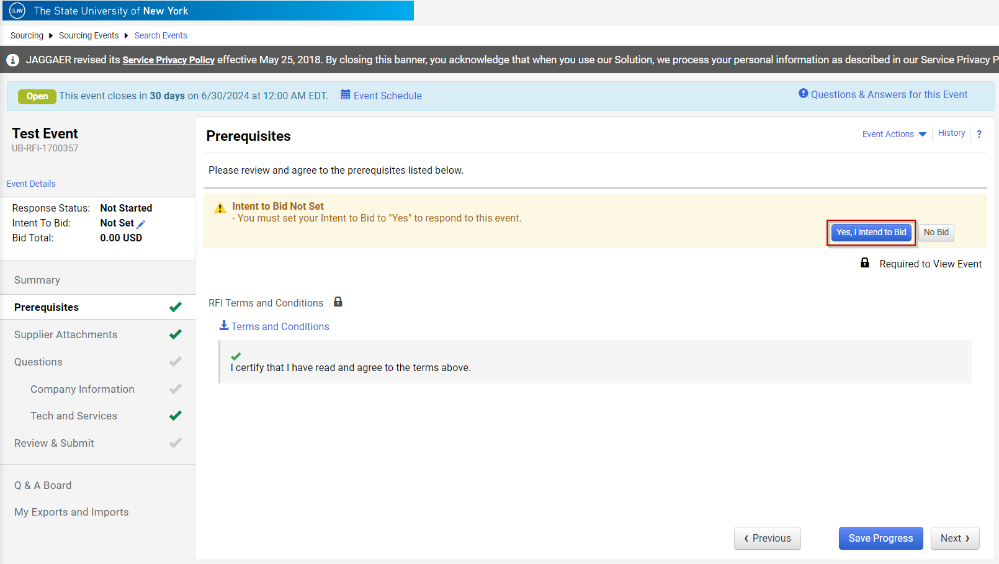 SUNY The State University of New York
Sourcing Sourcing Events Search Events
JAGGAER revised its Service Privacy Policy effective May 25, 2018. By closing this banner, you acknowledge that when you use our Solution, we process your personal information as described in our Service Privacy P
Open This event closes in 30 days on 6/30/2024 at 12:00 AM EDT. Event Schedule
Questions & Answers for this Event
Test Event
UB-RFI-1700357
Event Details
Response Status: Not Started
Intent To Bid: Not Set
Bid Total: 0.00 USD
Summary
Prerequisites
Supplier Attachments
Questions
Company Information
Tech and Services
Review & Submit
Q & A Board
My Exports and Imports
Prerequisites
Event Actions History ?
Please review and agree to the prerequisites listed below.
Intent to Bid Not Set
- You must set your Intent to Bid to "Yes" to respond to this event.
Yes, I Intend to Bid No Bid
Required to View Event
RFI Terms and Conditions
Terms and Conditions
I certify that I have read and agree to the terms above.
‹ Previous Save Progress Next ›